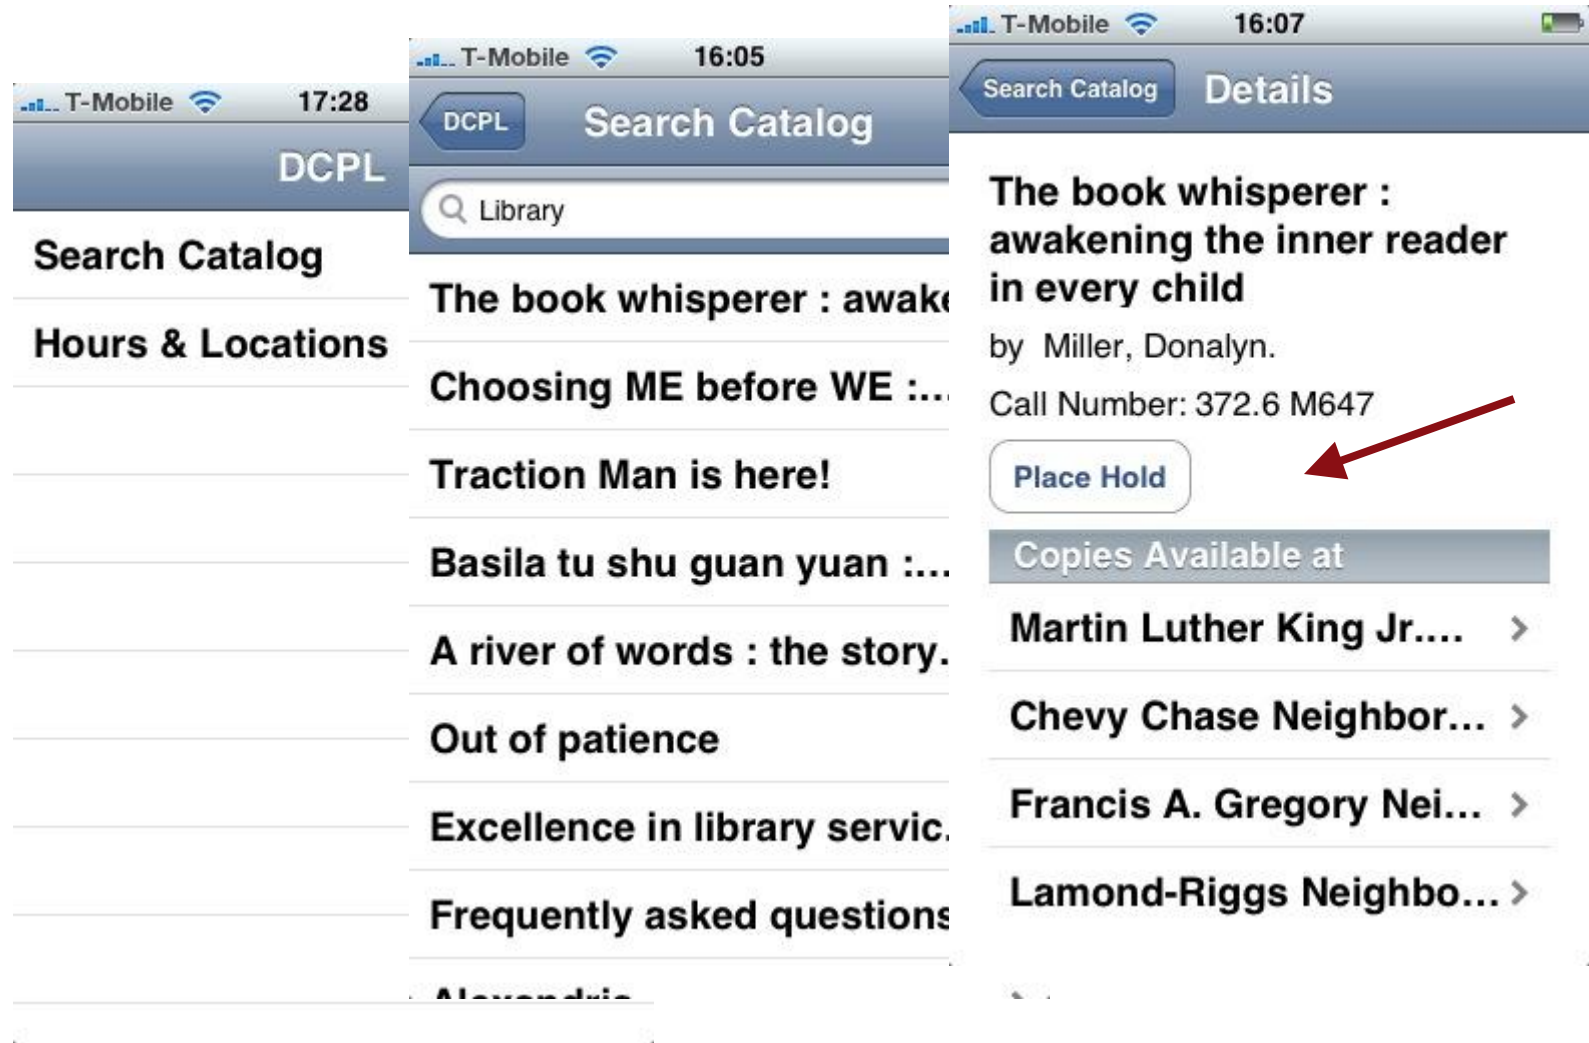 T-Mobile 17:28
DCPL
Search Catalog
Hours & Locations
T-Mobile 16:05
DCPL Search Catalog
Library
The book whisperer : awake
Choosing ME before WE :...
Traction Man is here!
Basila tu shu guan yuan :...
A river of words : the story.
Out of patience
Excellence in library servic.
Frequently asked questions
Alexandria
T-Mobile 16:07
Search Catalog Details
The book whisperer :
awakening the inner reader
in every child
by Miller, Donalyn.
Call Number: 372.6 M647
Place Hold
Copies Available at
Martin Luther King Jr....
Chevy Chase Neighbor...
Francis A. Gregory Nei...
Lamond-Riggs Neighbo...